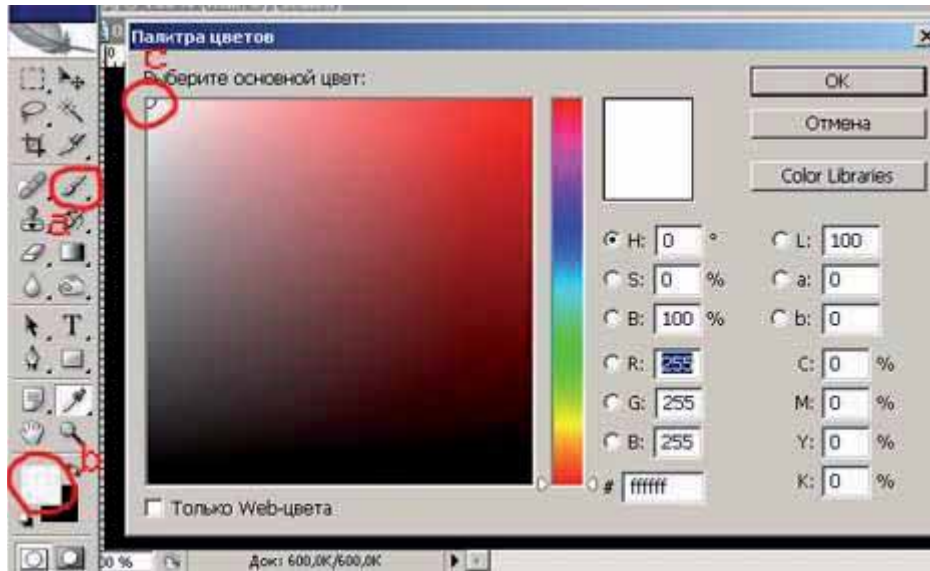 Палитра цветов
c
Выберите основной цвет:
OK
Отмена
Color Libraries
a
H: 0 °
L: 100
S: 0 %
a: 0
B: 100 %
b: 0
T
R: 255
C: 0 %
G: 255
M: 0 %
b
B: 255
Y: 0 %
# ffffff
K: 0 %
Только Web-цвета
Док: 600,0K/600,0K